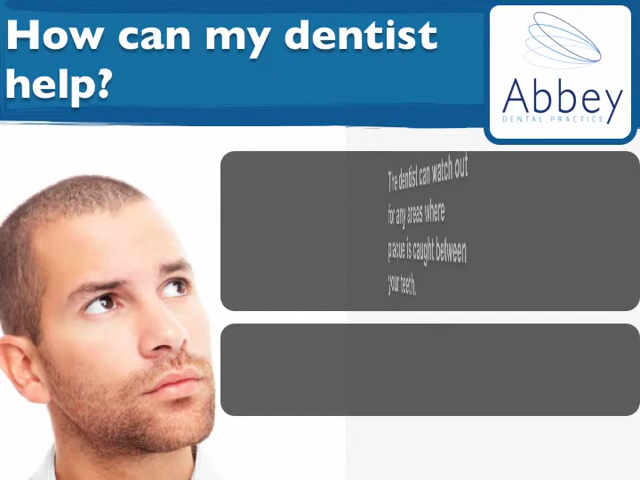 How can my dentist
help?
Abbey
DENTAL PRACTICE
The dentist can watch out
for any areas where
plaque is caught between
your teeth.